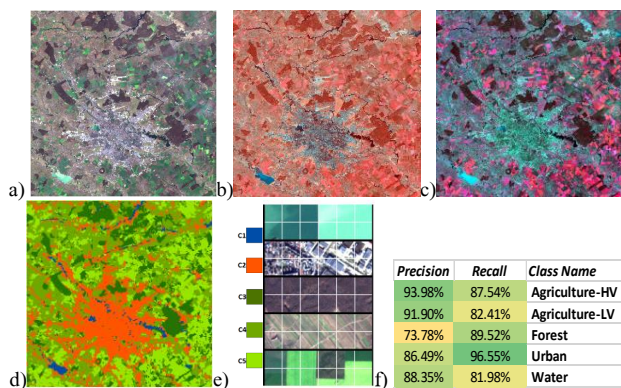 a)
b)
c)
d)
e)
C1
C2
C3
C4
C5
f)
Precision Recall Class Name
93.98% 87.54% Agriculture-HV
91.90% 82.41% Agriculture-LV
73.78% 89.52% Forest
86.49% 96.55% Urban
88.35% 81.98% Water